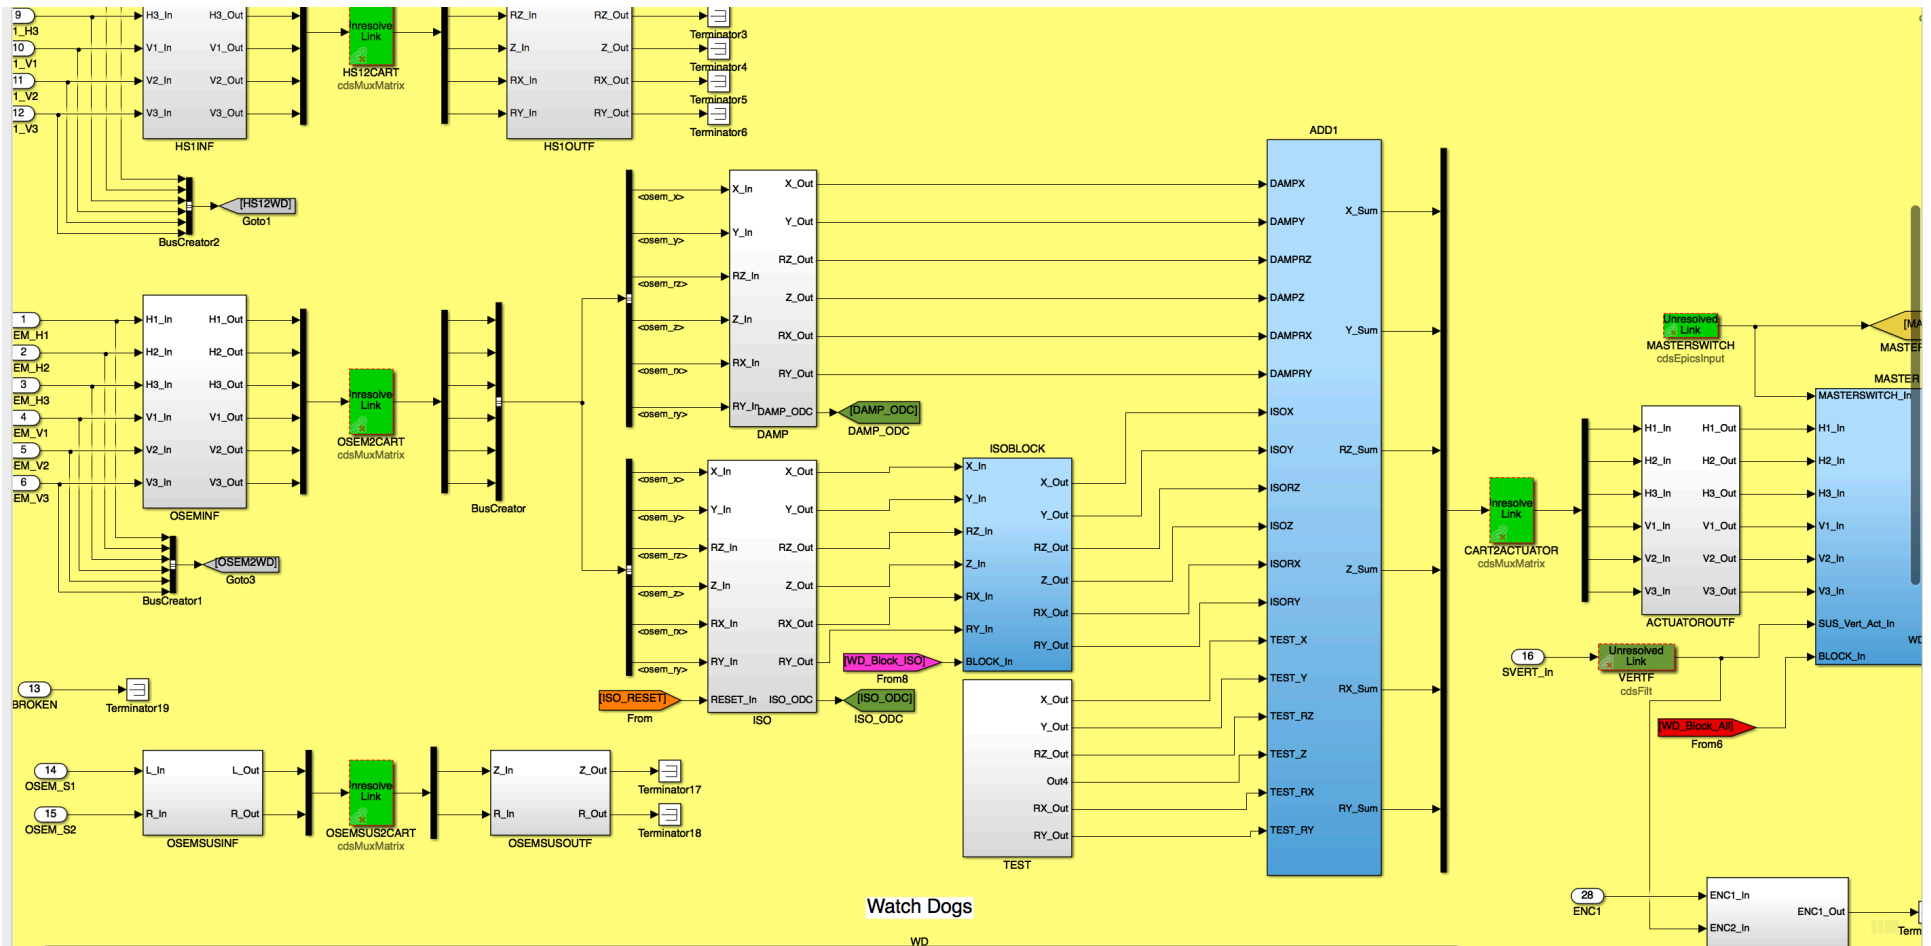 9
1_H3
10
1_V1
11
1_V2
12
1_V3
H3_In
H3_Out
V1_In
V1_Out
V2_In
V2_Out
V3_In
V3_Out
HS1INF
Inresolve
Link
HS12CART
cdsMuxMatrix
RZ_In
RZ_Out
Z_In
Z_Out
RX_In
RX_Out
RY_In
RY_Out
HS1OUTF
Terminator3
Terminator4
Terminator5
Terminator6
[HS12WD]
Goto1
BusCreator2
1
EM_H1
2
EM_H2
3
EM_H3
4
EM_V1
5
EM_V2
6
EM_V3
H1_In
H1_Out
H2_In
H2_Out
H3_In
H3_Out
V1_In
V1_Out
V2_In
V2_Out
V3_In
V3_Out
OSEMINF
Inresolve
Link
OSEM2CART
cdsMuxMatrix
BusCreator
[OSEM2WD]
Goto3
BusCreator1
<osem_x>
<osem_y>
<osem_rz>
<osem_z>
<osem_rx>
<osem_ry>
X_In
X_Out
Y_In
Y_Out
RZ_In
RZ_Out
Z_In
Z_Out
RX_In
RX_Out
RY_In
RY_Out
DAMP_ODC
DAMP
[DAMP_ODC]
DAMP_ODC
<osem_x>
<osem_y>
<osem_rz>
<osem_z>
<osem_rx>
<osem_ry>
X_In
X_Out
Y_In
Y_Out
RZ_In
RZ_Out
Z_In
Z_Out
RX_In
RX_Out
RY_In
RY_Out
RESET_In
ISO_ODC
ISO
[ISO_RESET]
From
[ISO_ODC]
ISO_ODC
[WD_Block_ISO]
From8
ISOBLOCK
X_In
X_Out
Y_In
Y_Out
RZ_In
RZ_Out
Z_In
Z_Out
RX_In
RX_Out
RY_In
RY_Out
BLOCK_In
X_Out
Y_Out
RZ_Out
Out4
RX_Out
RY_Out
TEST
ADD1
DAMPX
DAMPY
DAMPRZ
DAMPZ
DAMPRX
DAMPRY
ISOX
ISOY
ISORZ
ISOZ
ISORX
ISORY
TEST_X
TEST_Y
TEST_RZ
TEST_Z
TEST_RX
TEST_RY
X_Sum
Y_Sum
RZ_Sum
Z_Sum
RX_Sum
RY_Sum
Inresolve
Link
CART2ACTUATOR
cdsMuxMatrix
H1_In
H1_Out
H2_In
H2_Out
H3_In
H3_Out
V1_In
V1_Out
V2_In
V2_Out
V3_In
V3_Out
ACTUATOROUTF
Unresolved
Link
MASTERSWITCH
cdsEpicsInput
[MA
MASTER
MASTER
MASTERSWITCH_In
H1_In
H2_In
H3_In
V1_In
V2_In
V3_In
SUS_Vert_Act_In
WD
BLOCK_In
16
SVERT_In
Unresolved
Link
VERTF
cdsFilt
[WD_Block_All]
From6
13
BROKEN
Terminator19
14
OSEM_S1
15
OSEM_S2
L_In
L_Out
R_In
R_Out
OSEMSUSINF
Inresolve
Link
OSEMSUS2CART
cdsMuxMatrix
Z_In
Z_Out
R_In
R_Out
OSEMSUSOUTF
Terminator17
Terminator18
Watch Dogs
WD
28
ENC1
ENC1_In
ENC1_Out
ENC2_In
Term